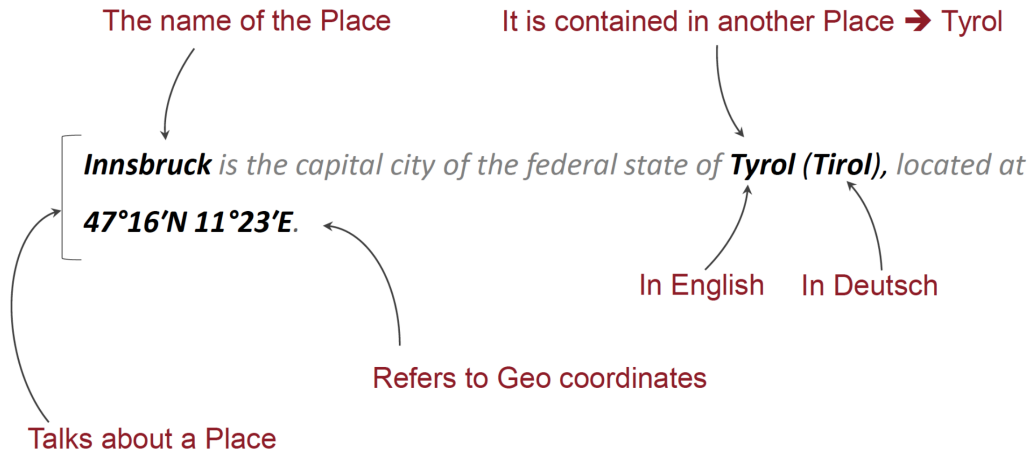 The name of the Place
It is contained in another Place ➔ Tyrol
Innsbruck is the capital city of the federal state of Tyrol (Tirol), located at
47°16′N 11°23′E.
In English
In Deutsch
Refers to Geo coordinates
Talks about a Place